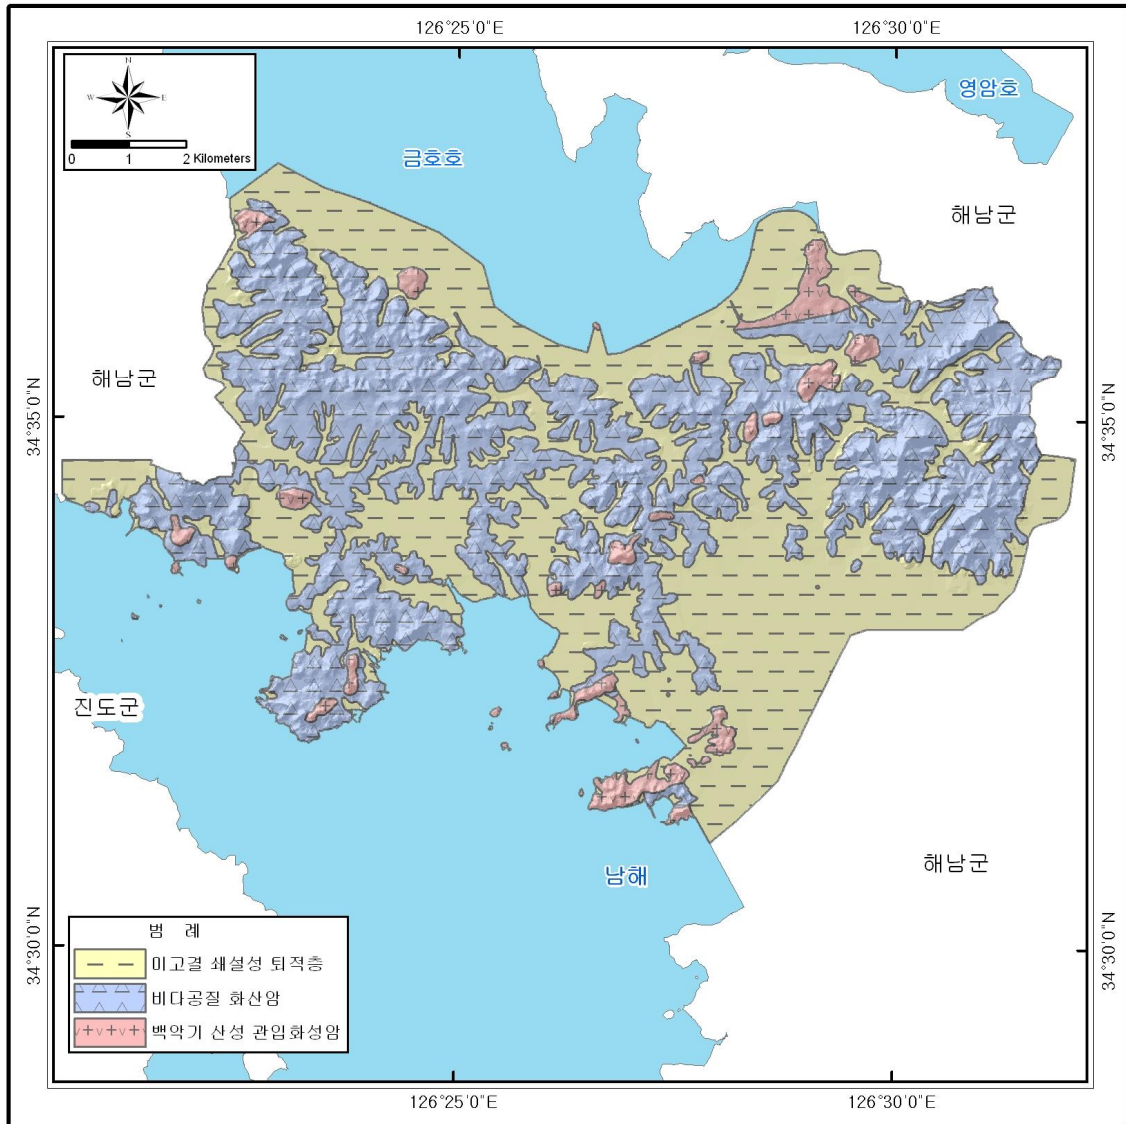 126°25'0"E
126°30'0"E
N
W
E
S
0 1 2 Kilometers
영암호
금호호
해남군
해남군
34°35'0"N
34°35'0"N
진도군
남해
해남군
34°30'0"N
34°30'0"N
범 례
미고결 쇄설성 퇴적층
비다공질 화산암
백악기 산성 관입화성암
126°25'0"E
126°30'0"E